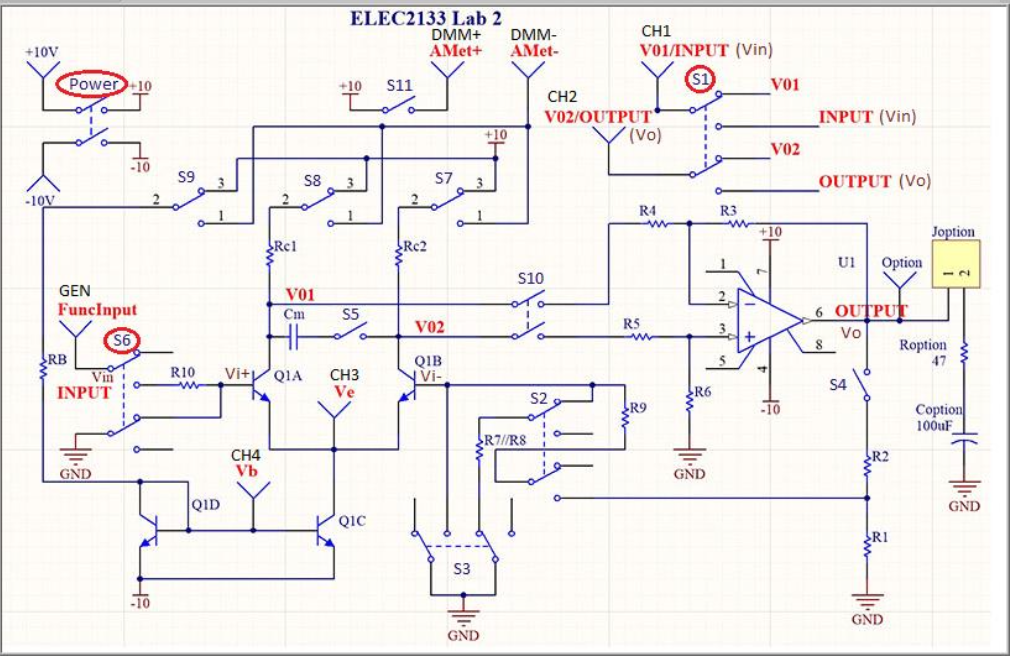 ELEC2133 Lab 2
DMM+
DMM-
CH1
+10V
AMet+
AMet-
V01/INPUT (Vin)
Power
+10
+10
S11
S1
V01
CH2
V02/OUTPUT
(Vo)
INPUT (Vin)
+10
V02
-10
-10V
OUTPUT (Vo)
S9
S8
S7
3
3
3
2
2
2
1
1
1
R4
R3
+10
Joption
Rc1
Rc2
1
7
U1
Option
1
2
GEN
FuncInput
V01
S10
2
6
OUTPUT
Vo
Cm
S5
V02
R5
3
S6
8
Roption
47
RB
Vin
INPUT
R10
Vi+
Q1A
Q1B
Vi-
5
4
CH3
Ve
S2
R9
R6
-10
S4
Coption
100uF
GND
CH4
Vb
R7//R8
GND
R2
GND
Q1D
Q1C
R1
S3
-10
GND
GND